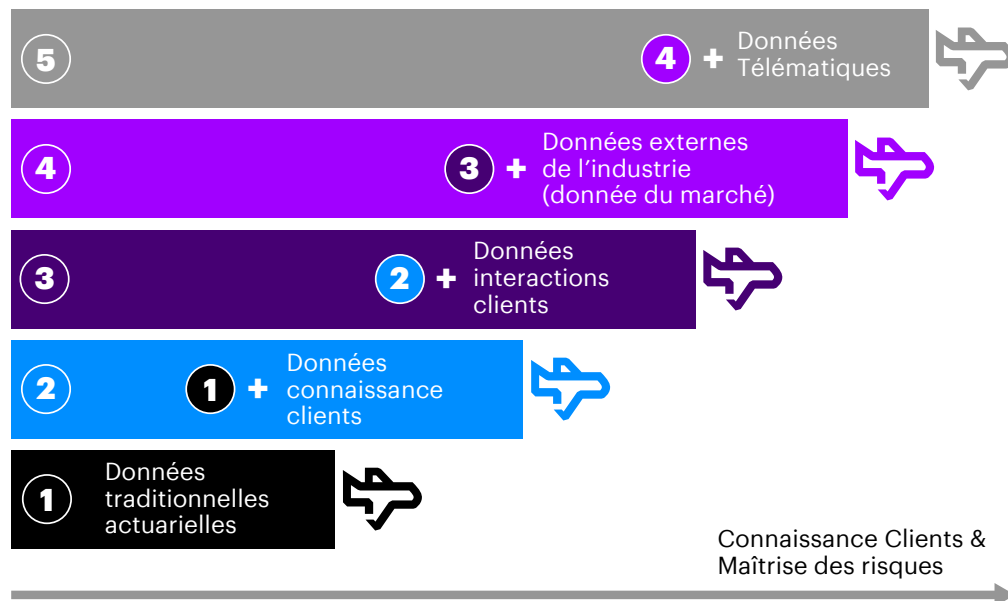 5
4 + Données
Télématiques
4
3 + Données externes
de l'industrie
(donnée du marché)
3
2 + Données
interactions
clients
2
1 + Données
connaissance
clients
1
Données
traditionnelles
actuarielles
Connaissance Clients &
Maîtrise des risques